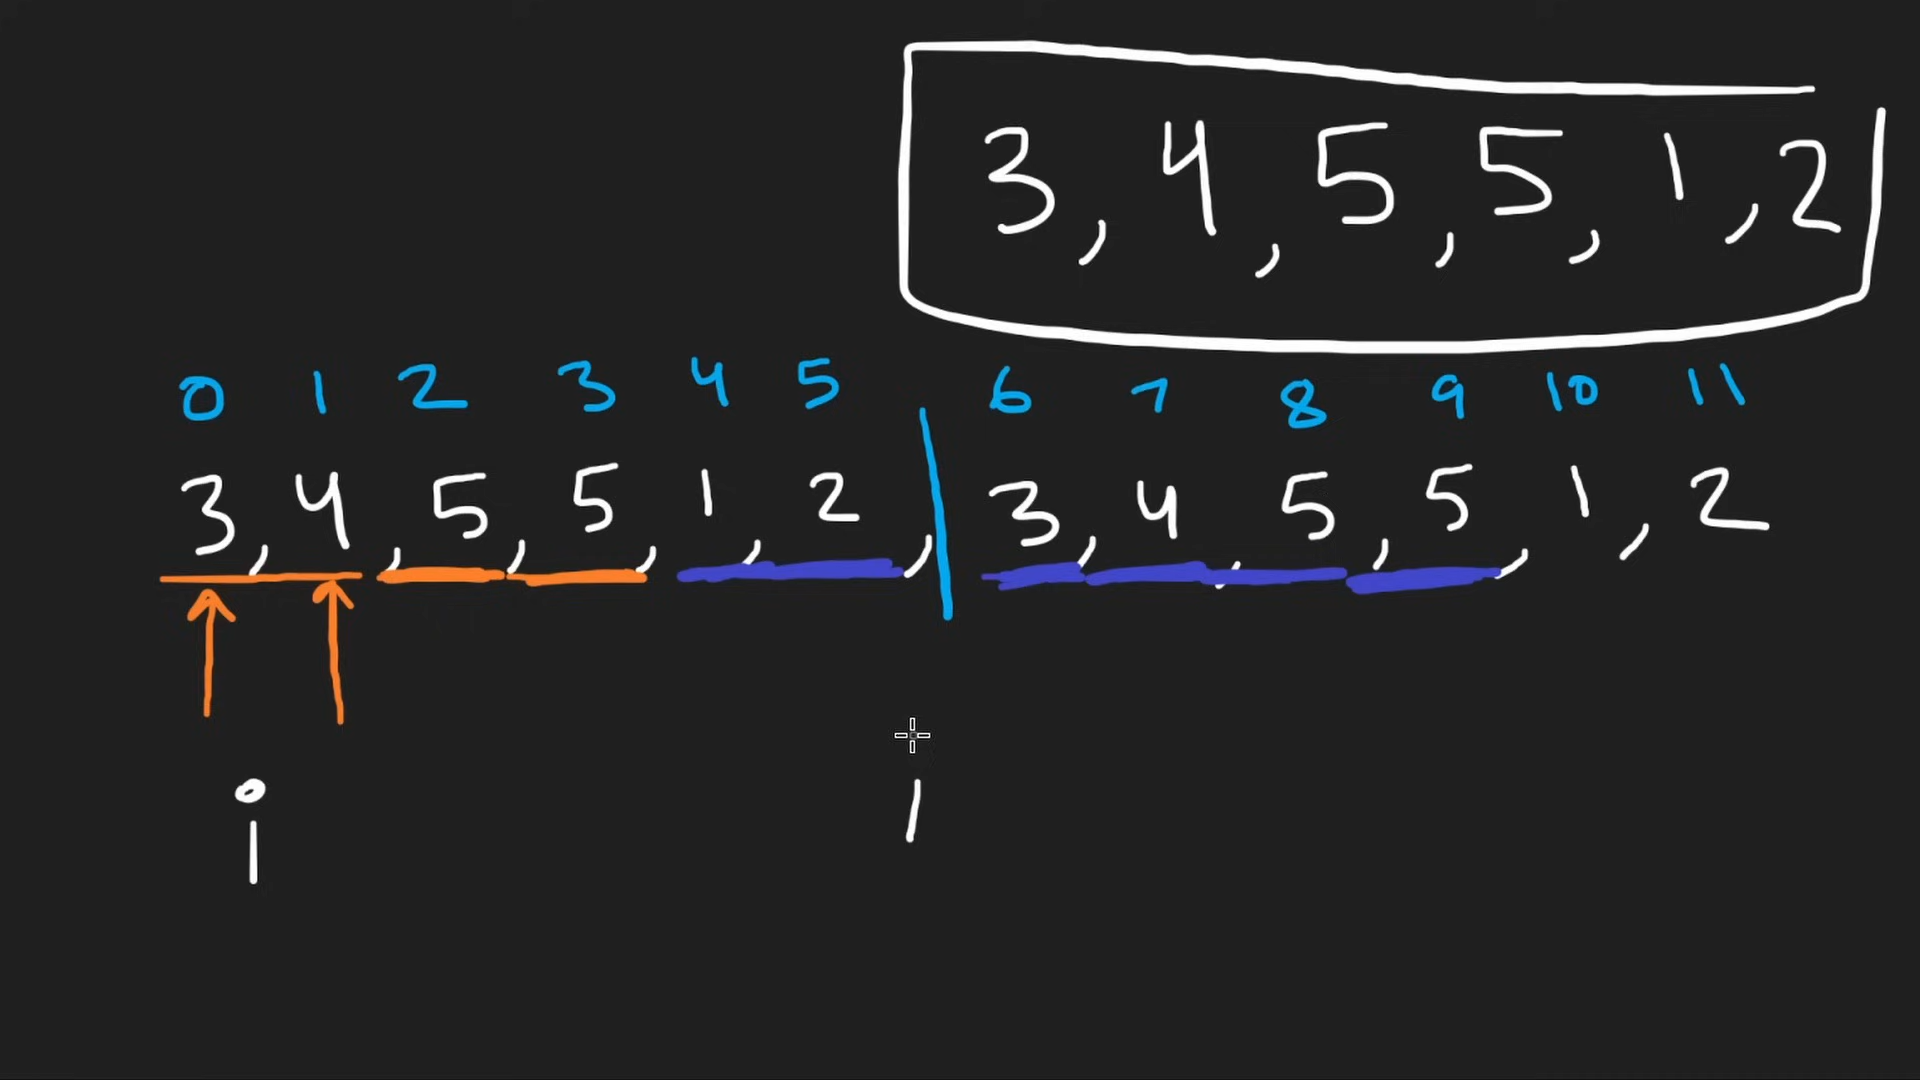 3, 4, 5, 5, 1, 2
0 1 2 3 4 5 6 7 8 9 10 11
3, 4, 5, 5, 1, 2, 3, 4, 5, 5, 1, 2
i